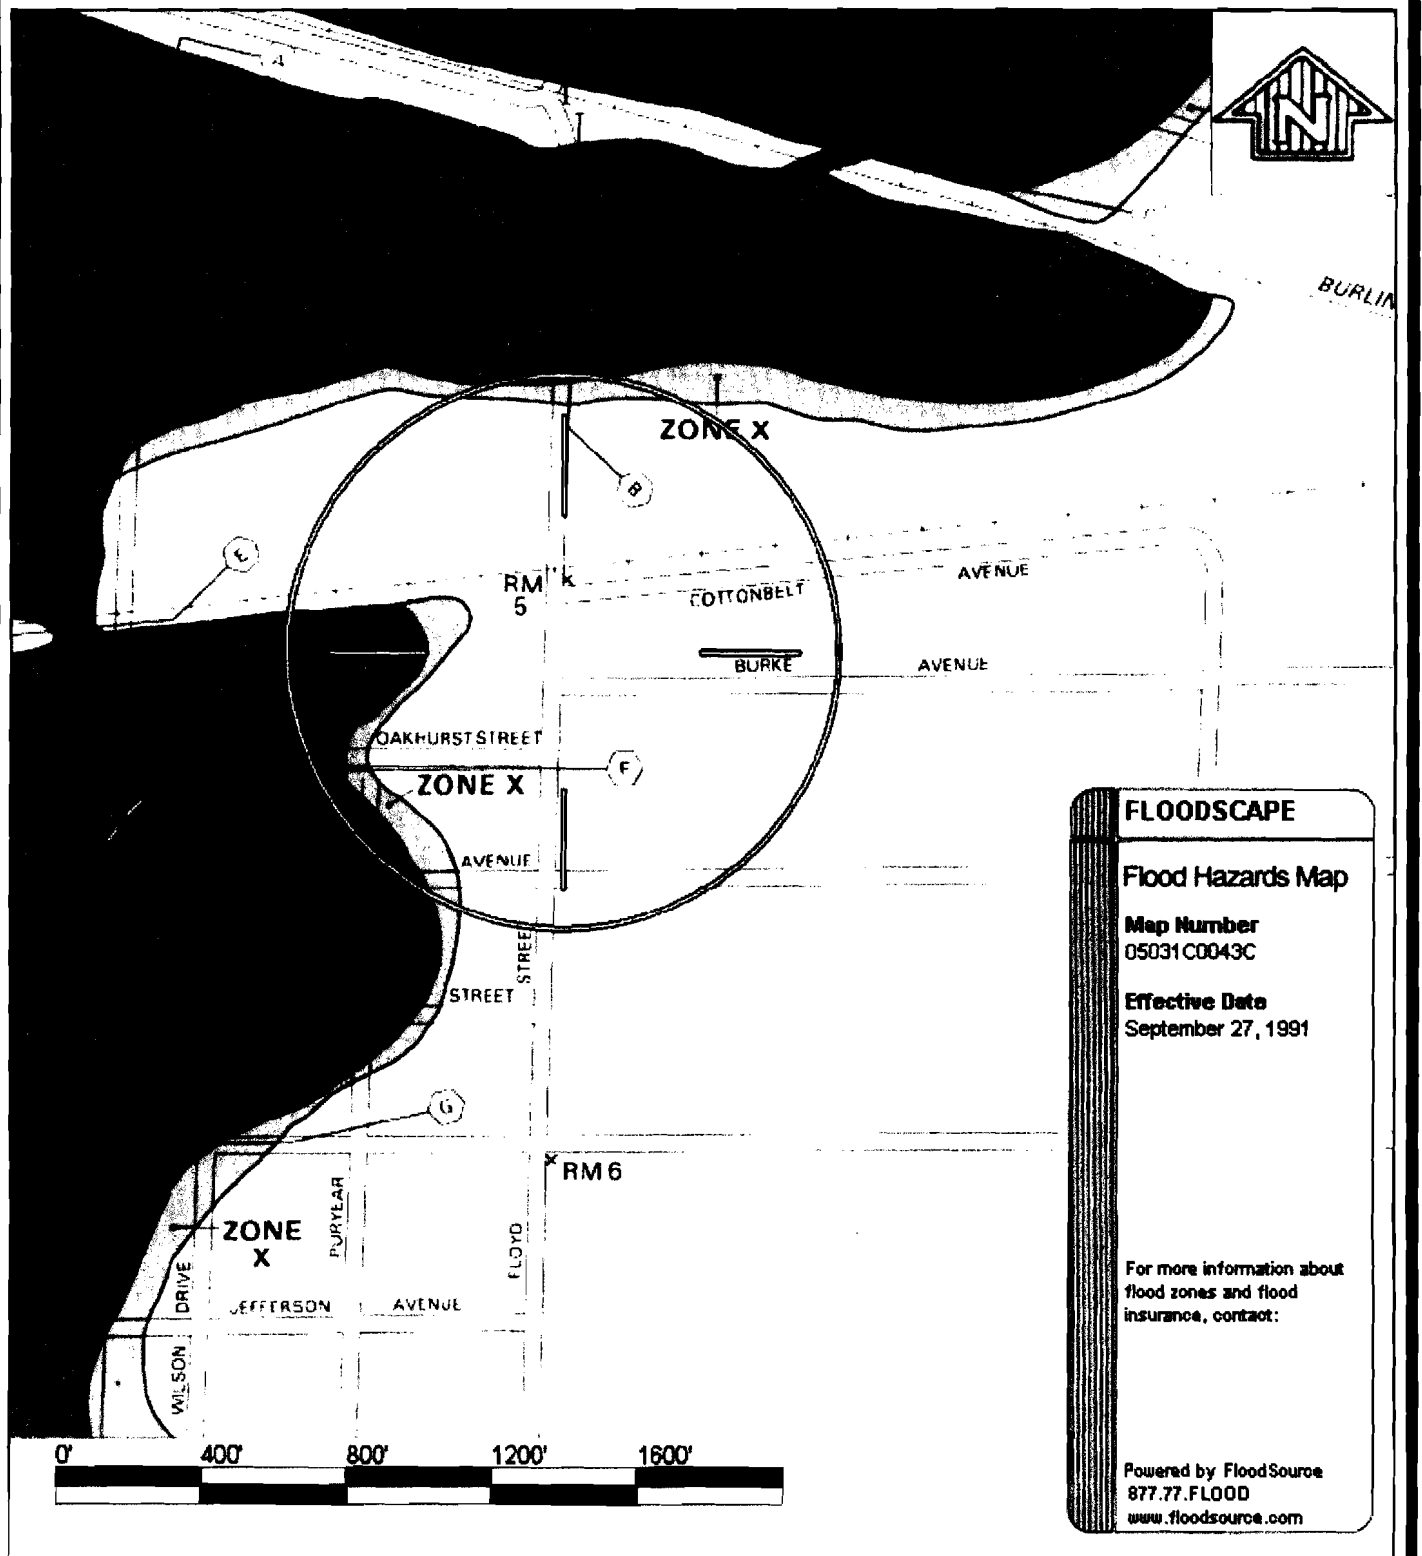 A
N
BURLIN
ZONE X
B
E
RM
5
COTTONBELT
AVENUE
BURKE
AVENUE
OAKHURST STREET
ZONE X
F
AVENUE
STREE
STREET
G
RM 6
ZONE
X
PURYEAR
FLOYD
WILSON DRIVE
JEFFERSON AVENUE
0' 400' 800' 1200' 1600'
FLOODSCAPE
Flood Hazards Map
Map Number
05031C0043C
Effective Date
September 27, 1991
For more information about
flood zones and flood
insurance, contact:
Powered by FloodSource
877.77.FLOOD
www.floodsource.com